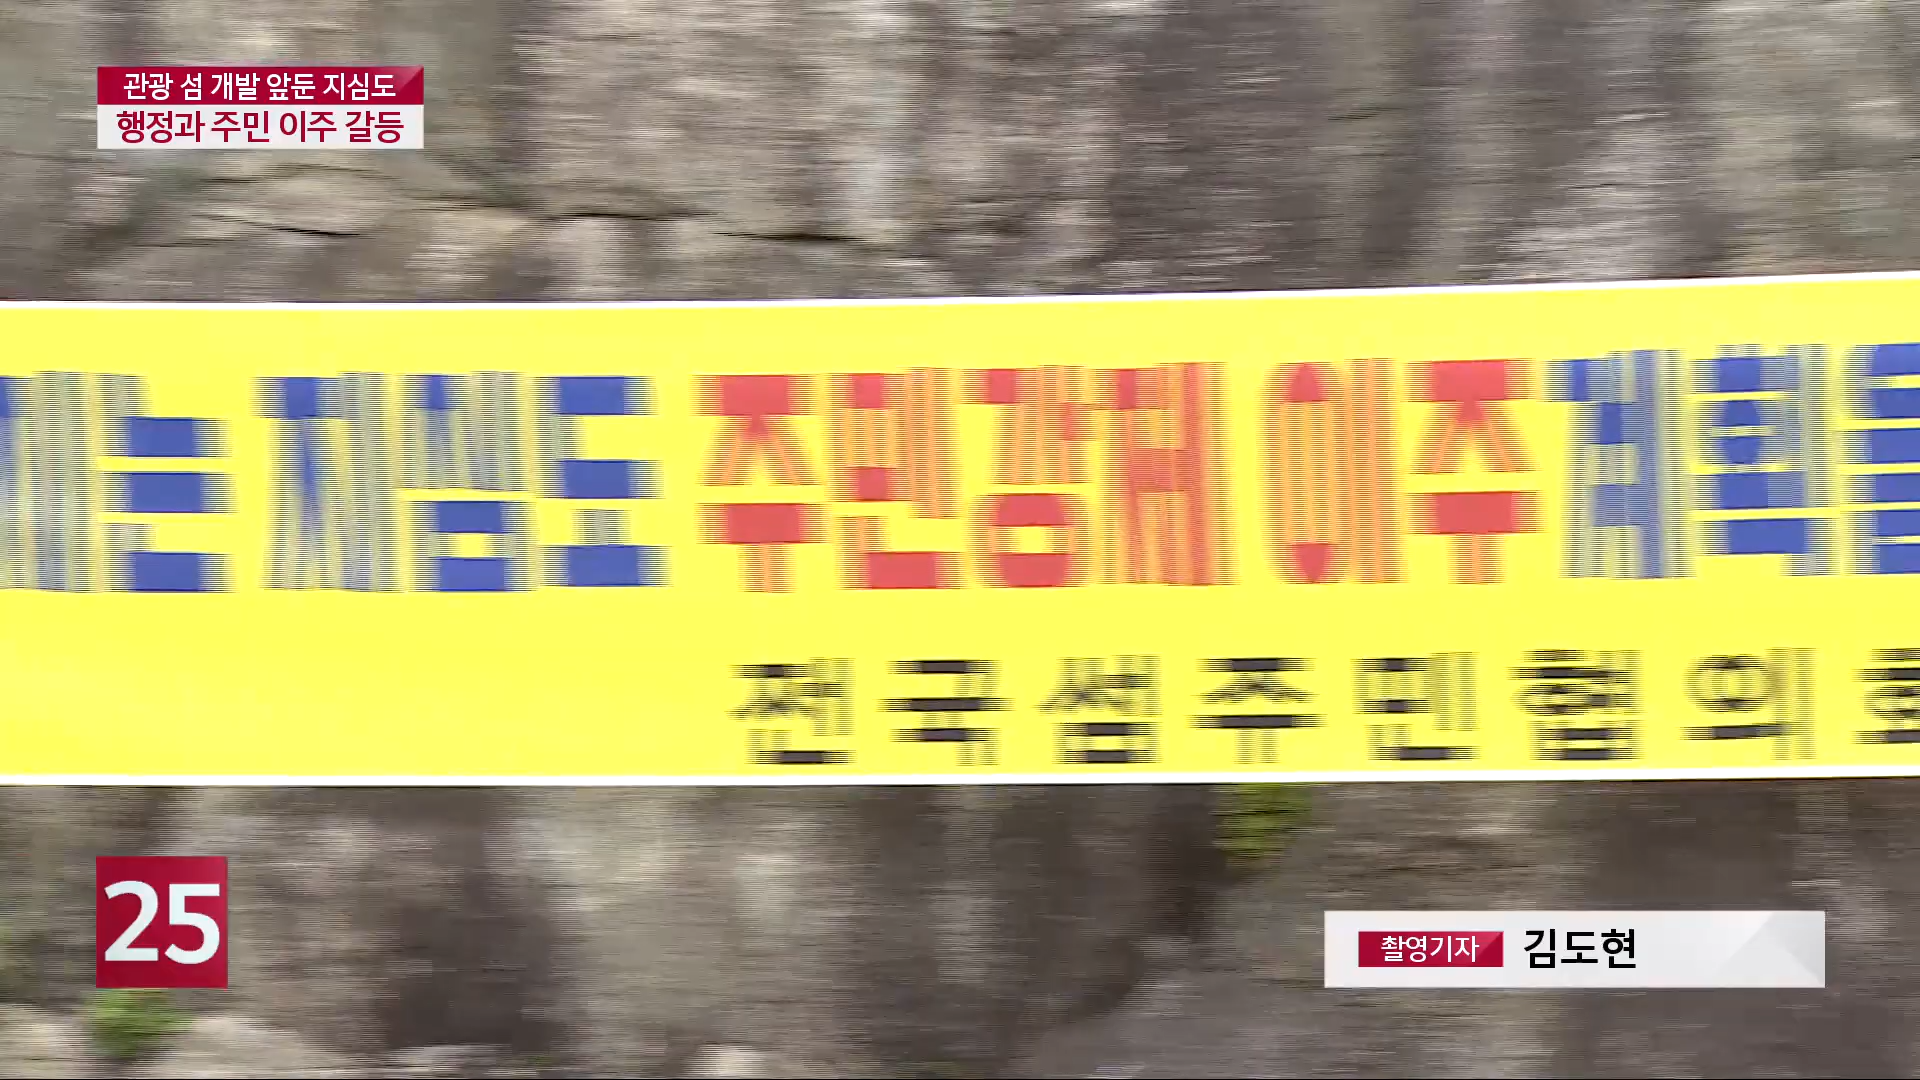 관광 섬 개발 앞둔 지심도
행정과 주민 이주 갈등
는 지심도 주민강제 이주 계획을
전국섬주민협의회
25
촬영기자 김도현